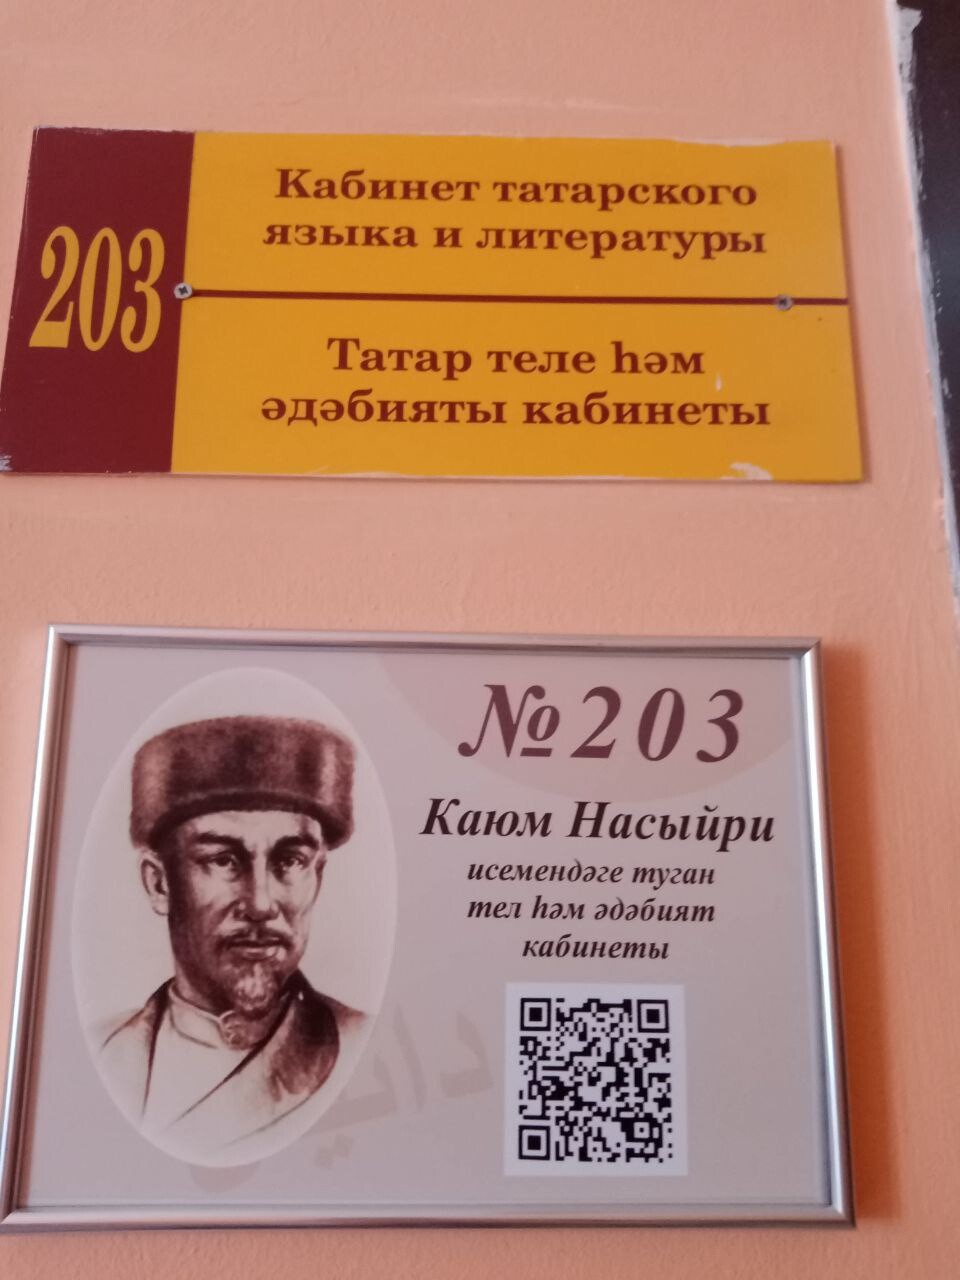 203
Кабинет татарского
языка и литературы
Татар теле һәм
әдәбияты кабинеты
№203
Каюм Насыйри
исемендәге туган
тел һәм әдәбият
кабинеты